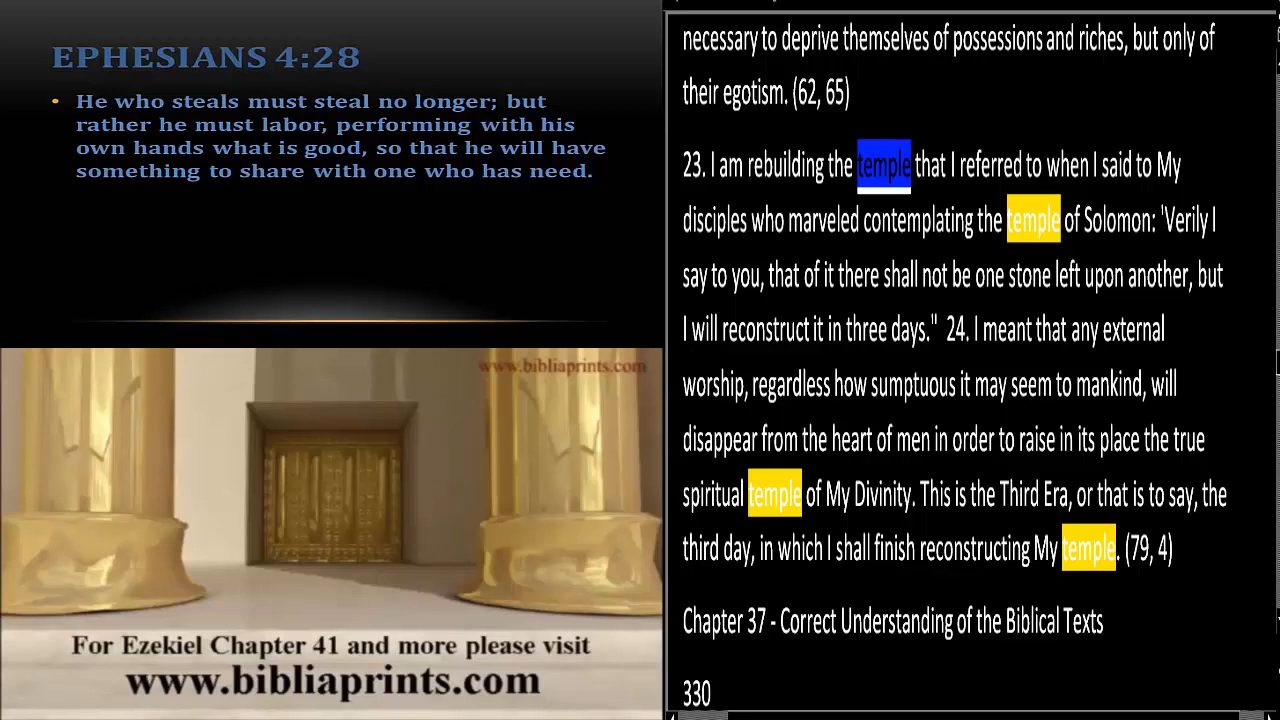 EPHESIANS 4:28
• He who steals must steal no longer; but
rather he must labor, performing with his
own hands what is good, so that he will have
something to share with one who has need.
www.bibliaprints.com
For Ezekiel Chapter 41 and more please visit
www.bibliaprints.com
necessary to deprive themselves of possessions and riches, but only of
their egotism. (62, 65)
23. I am rebuilding the temple that I referred to when I said to My
disciples who marveled contemplating the temple of Solomon: 'Verily I
say to you, that of it there shall not be one stone left upon another, but
I will reconstruct it in three days." 24. I meant that any external
worship, regardless how sumptuous it may seem to mankind, will
disappear from the heart of men in order to raise in its place the true
spiritual temple of My Divinity. This is the Third Era, or that is to say, the
third day, in which I shall finish reconstructing My temple. (79, 4)
Chapter 37 - Correct Understanding of the Biblical Texts
330